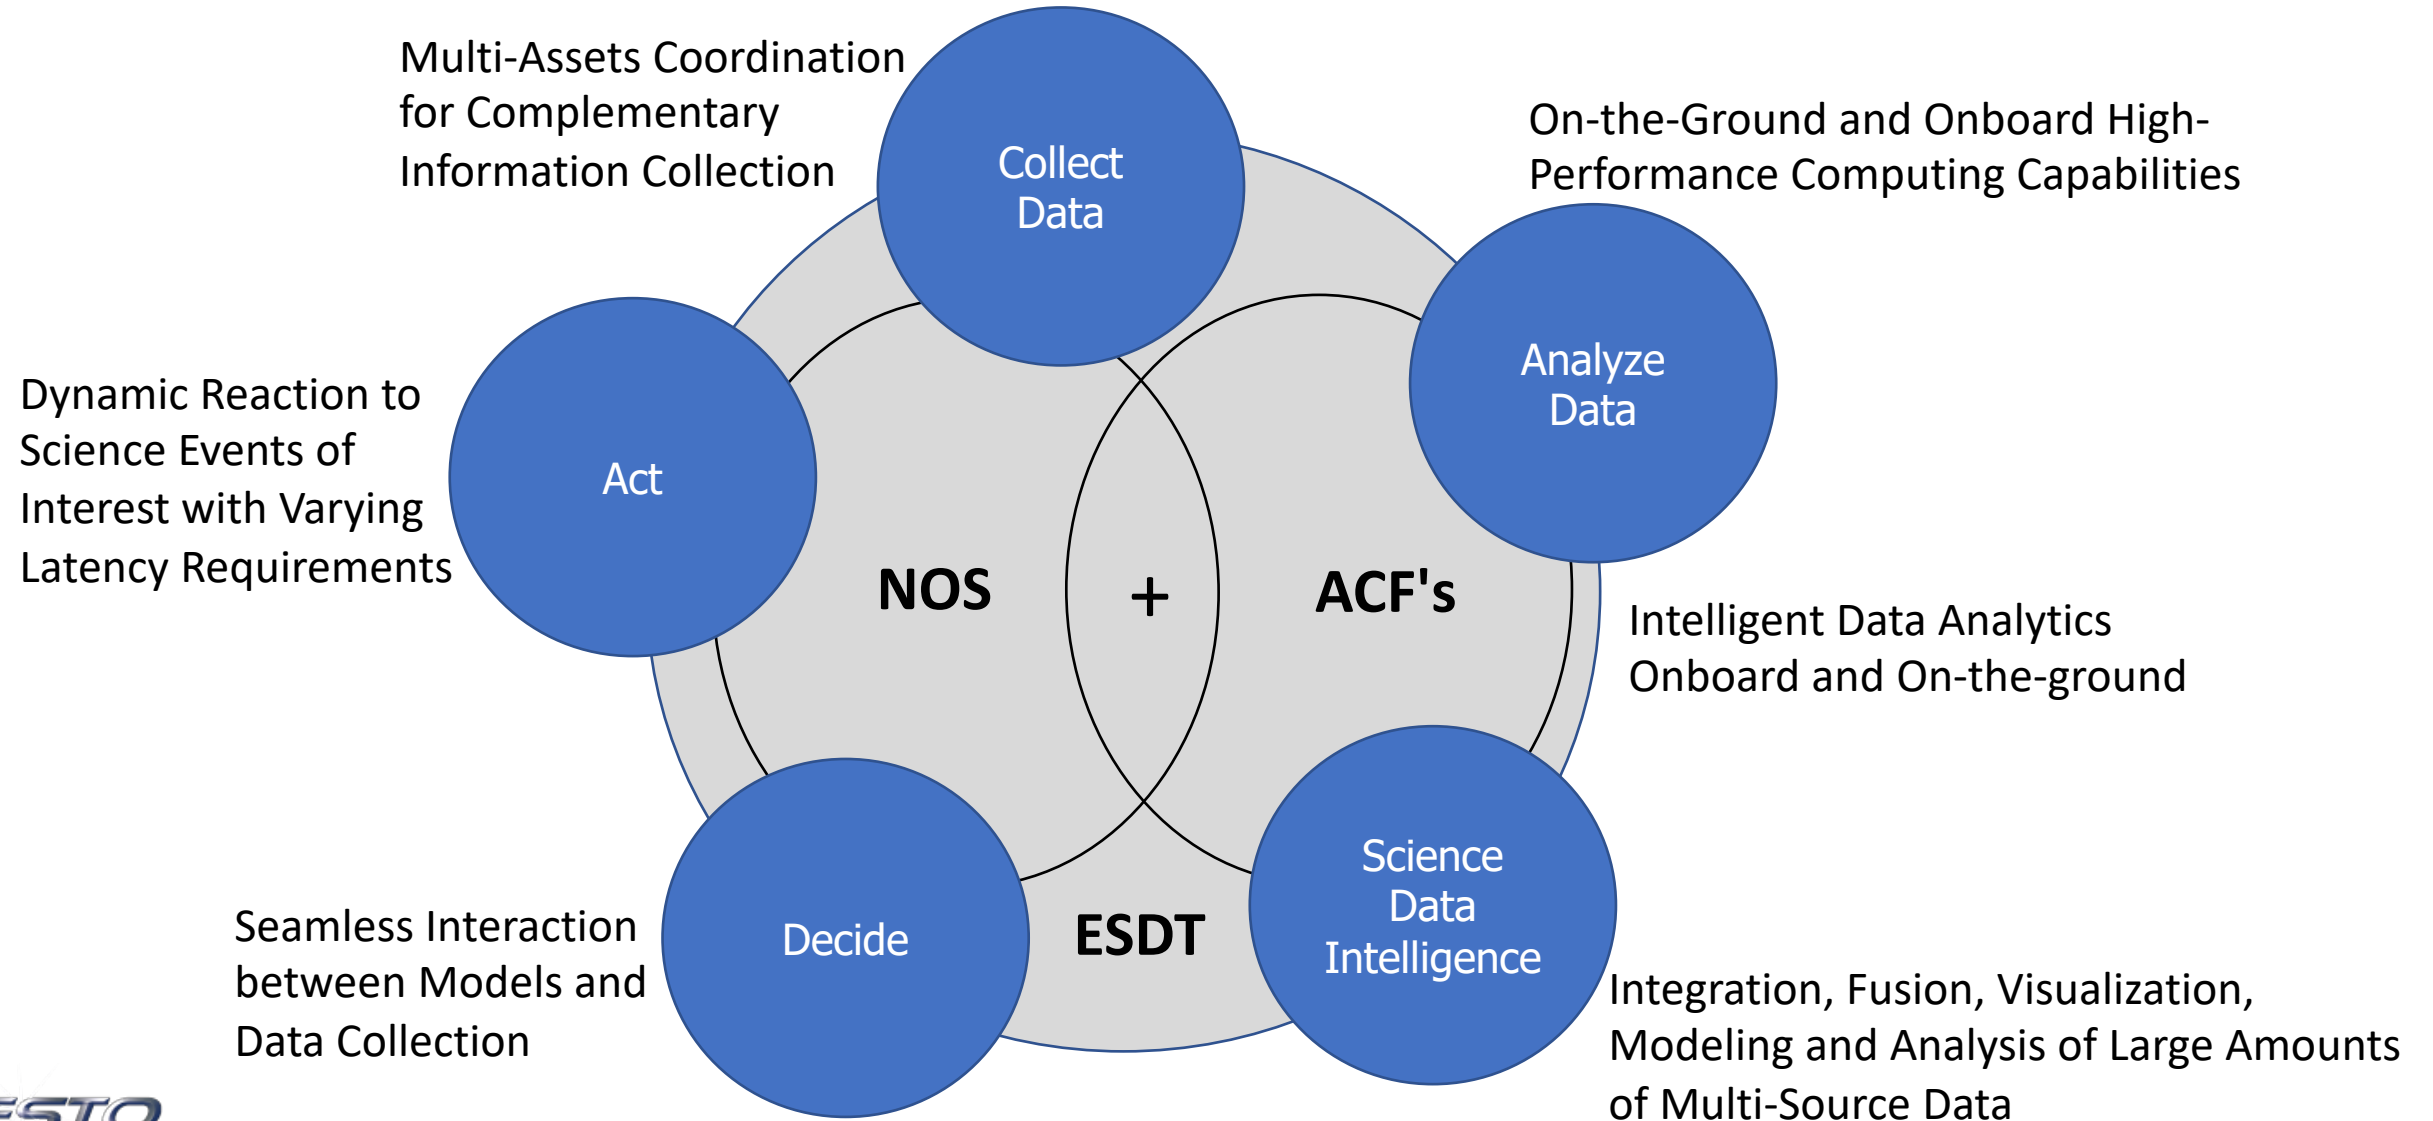 Multi-Assets Coordination
for Complementary
Information Collection
Collect
Data
On-the-Ground and Onboard High-
Performance Computing Capabilities
Analyze
Data
Dynamic Reaction to
Science Events of
Interest with Varying
Latency Requirements
Act
NOS
+
ACF's
Intelligent Data Analytics
Onboard and On-the-ground
Seamless Interaction
between Models and
Data Collection
Decide
ESDT
Science
Data
Intelligence
Integration, Fusion, Visualization,
Modeling and Analysis of Large Amounts
of Multi-Source Data
ESTO